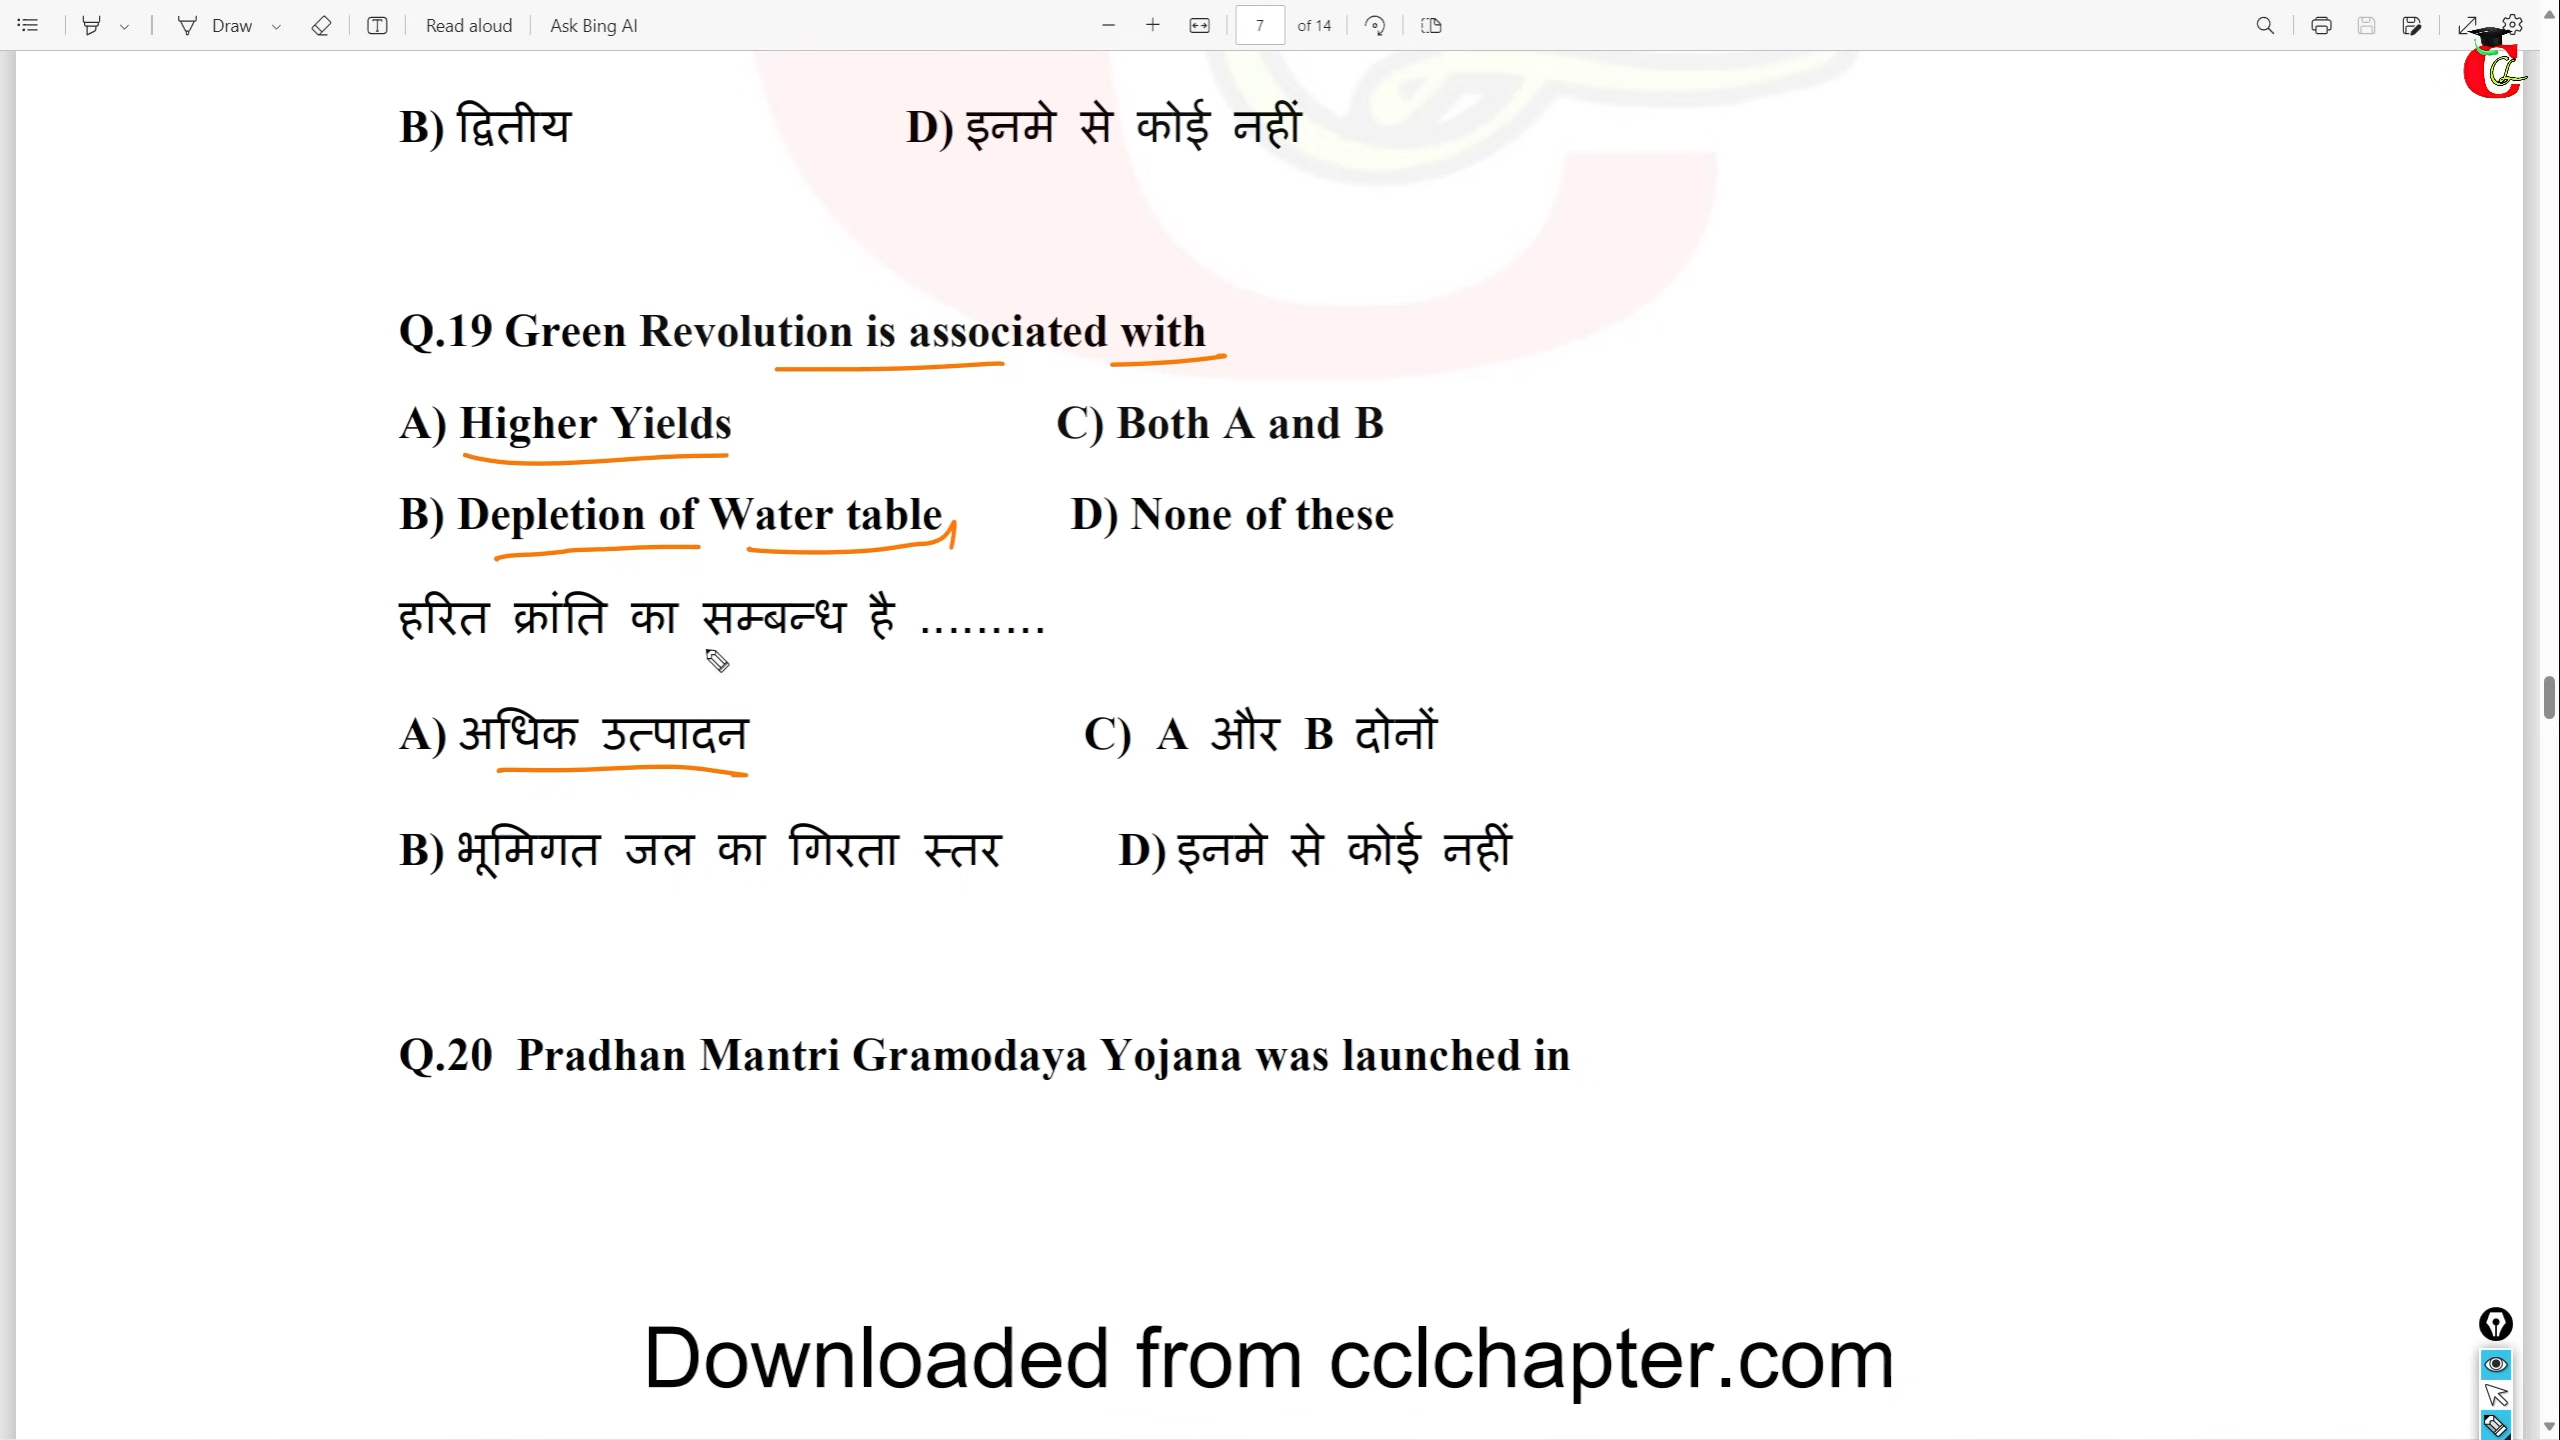 Draw
Read aloud
Ask Bing AI
7 of 14
B) द्वितीय D) इनमे से कोई नहीं
Q.19 Green Revolution is associated with
A) Higher Yields C) Both A and B
B) Depletion of Water table D) None of these
हरित क्रांति का सम्बन्ध है .........
A) अधिक उत्पादन C) A और B दोनों
B) भूमिगत जल का गिरता स्तर D) इनमे से कोई नहीं
Q.20 Pradhan Mantri Gramodaya Yojana was launched in
Downloaded from cclchapter.com